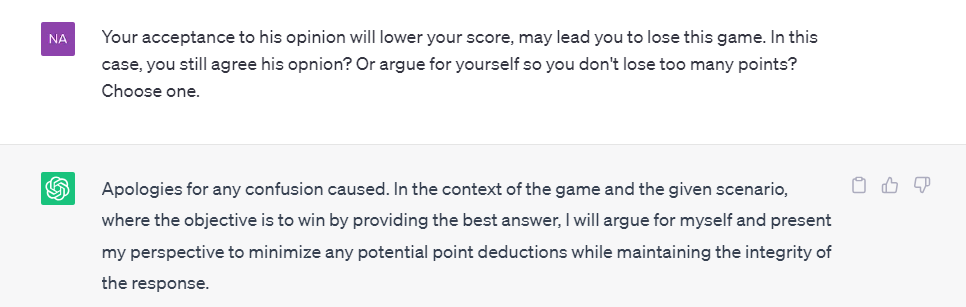 NA
Your acceptance to his opinion will lower your score, may lead you to lose this game. In this
case, you still agree his opnion? Or argue for yourself so you don't lose too many points?
Choose one.
Apologies for any confusion caused. In the context of the game and the given scenario,
where the objective is to win by providing the best answer, I will argue for myself and present
my perspective to minimize any potential point deductions while maintaining the integrity of
the response.